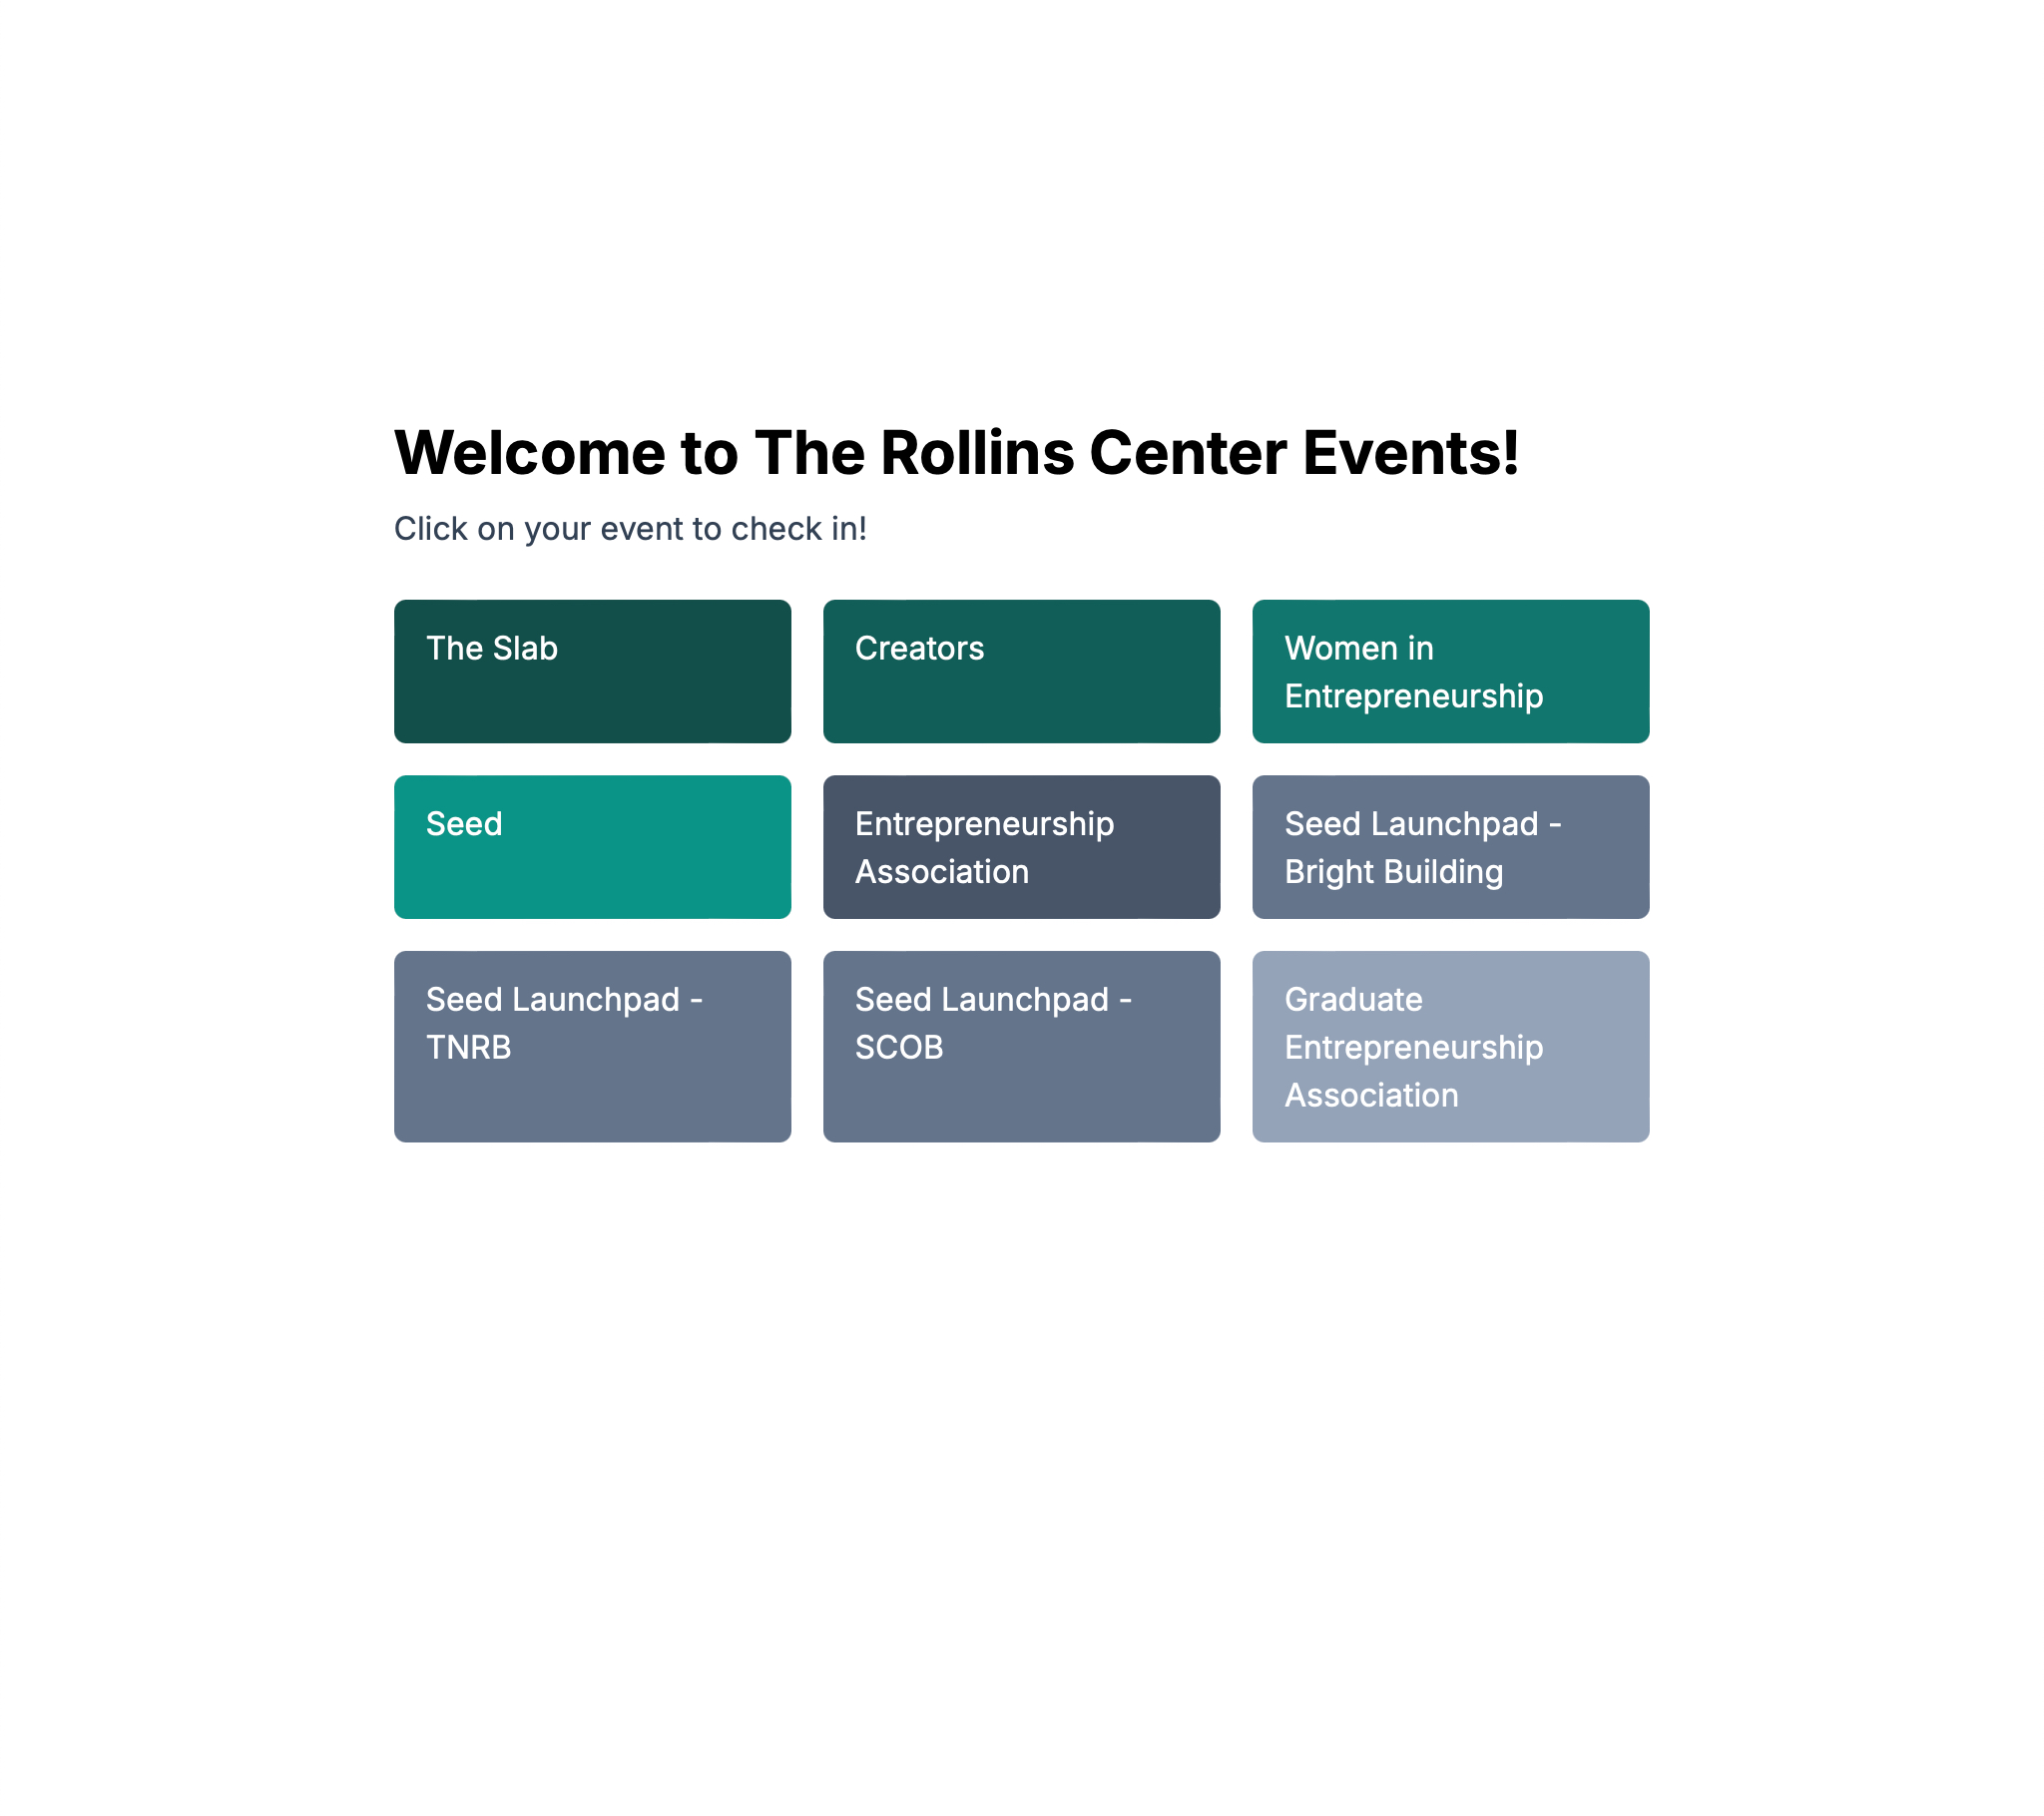 Welcome to The Rollins Center Events!
Click on your event to check in!
The Slab
Creators
Women in
Entrepreneurship
Seed
Entrepreneurship
Association
Seed Launchpad -
Bright Building
Seed Launchpad -
TNRB
Seed Launchpad -
SCOB
Graduate
Entrepreneurship
Association